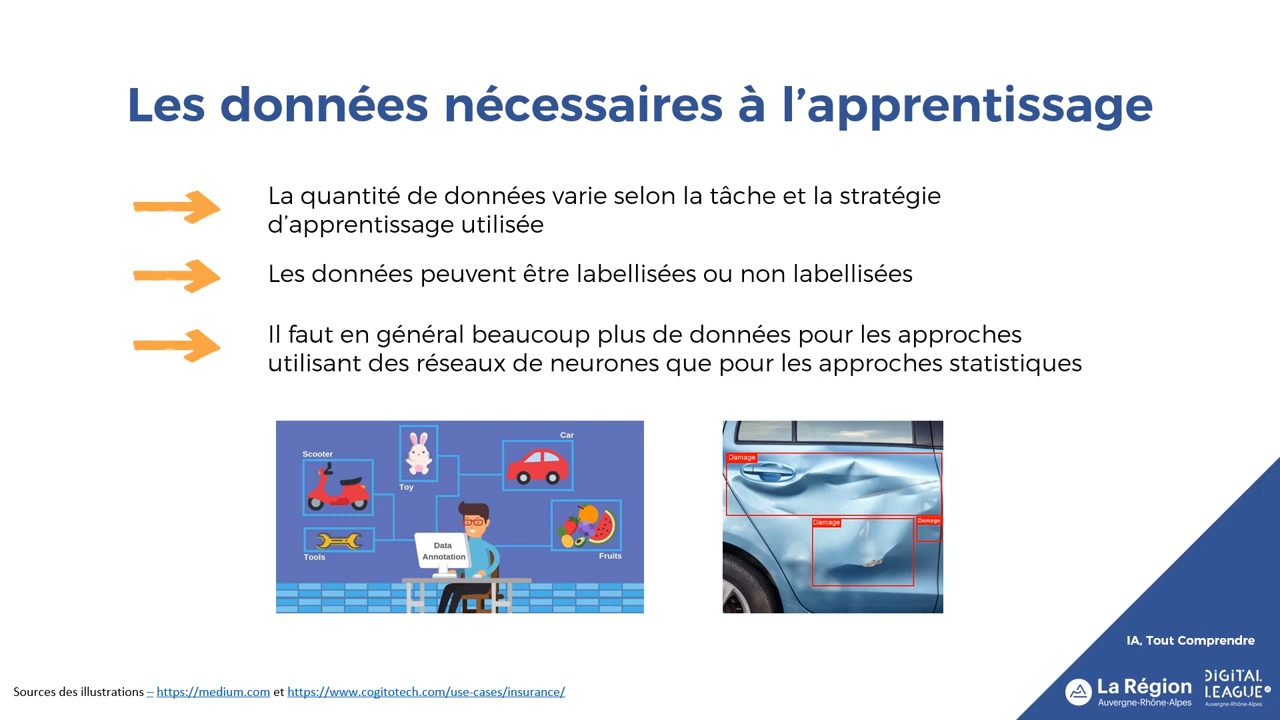 Les données nécessaires à l’apprentissage
La quantité de données varie selon la tâche et la stratégie
d’apprentissage utilisée
Les données peuvent être labellisées ou non labellisées
Il faut en général beaucoup plus de données pour les approches
utilisant des réseaux de neurones que pour les approches statistiques
Scooter
Toy
Car
Tools
Data
Annotation
Fruits
Damage
Damage
Damage
IA, Tout Comprendre
La Région
Auvergne-Rhône-Alpes
DIGITAL
LEAGUE
Auvergne-Rhône-Alpes
Sources des illustrations – https://medium.com et https://www.cogitotech.com/use-cases/insurance/